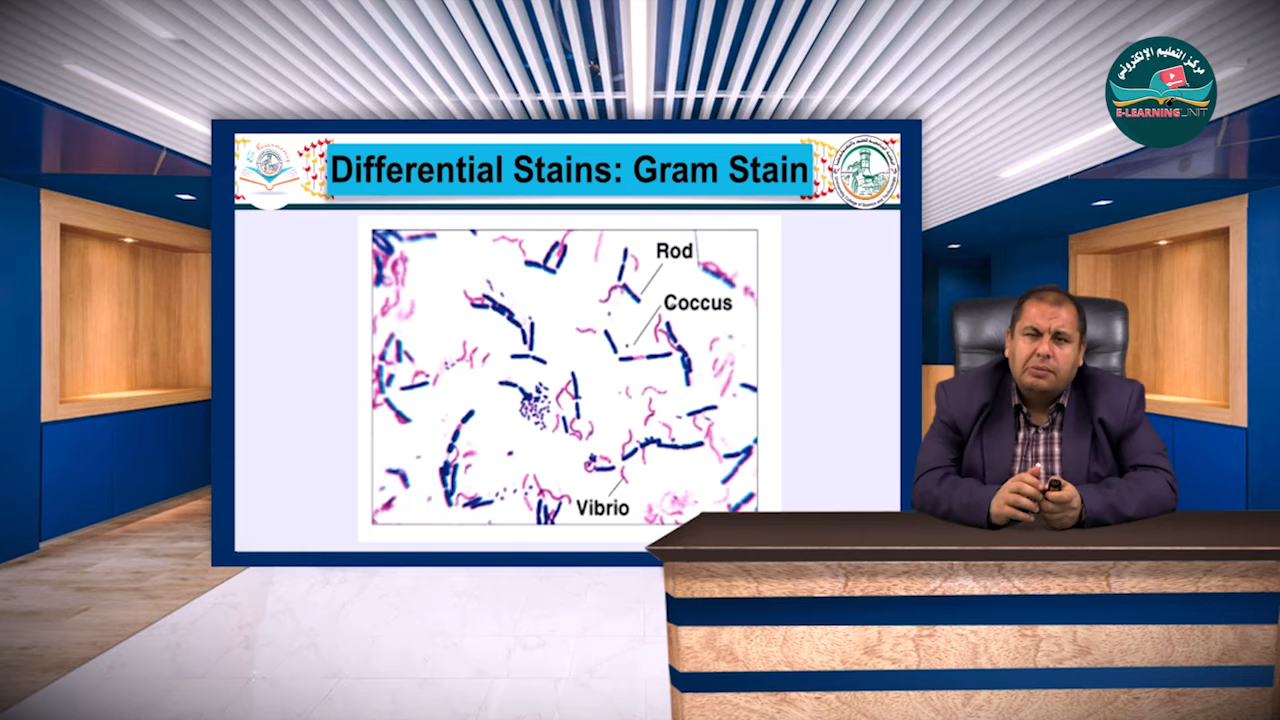 مركز التعليم الإلكتروني
E-LEARNING UNIT
Differential Stains: Gram Stain
Rod
Coccus
Vibrio